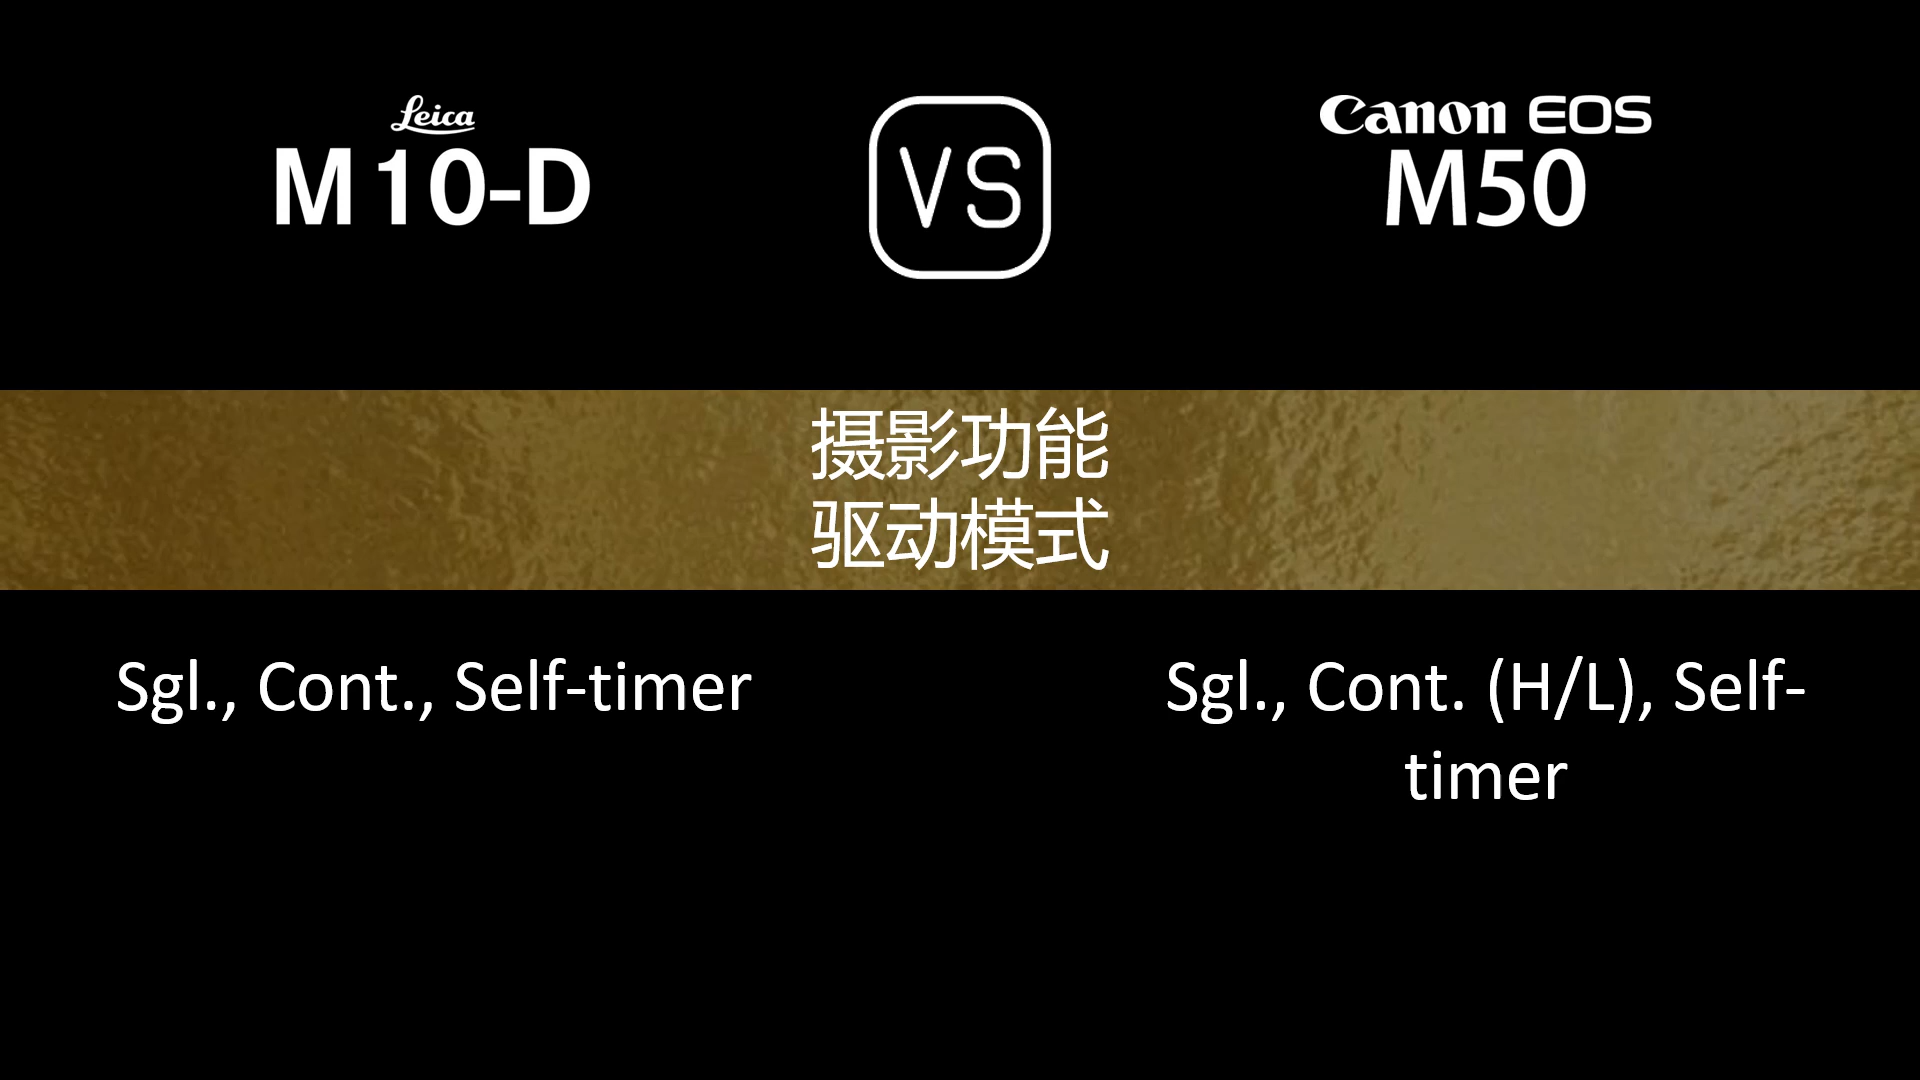 Leica
M10-D
VS
Canon EOS
M50
摄影功能
驱动模式
Sgl., Cont., Self-timer
Sgl., Cont. (H/L), Self-
timer